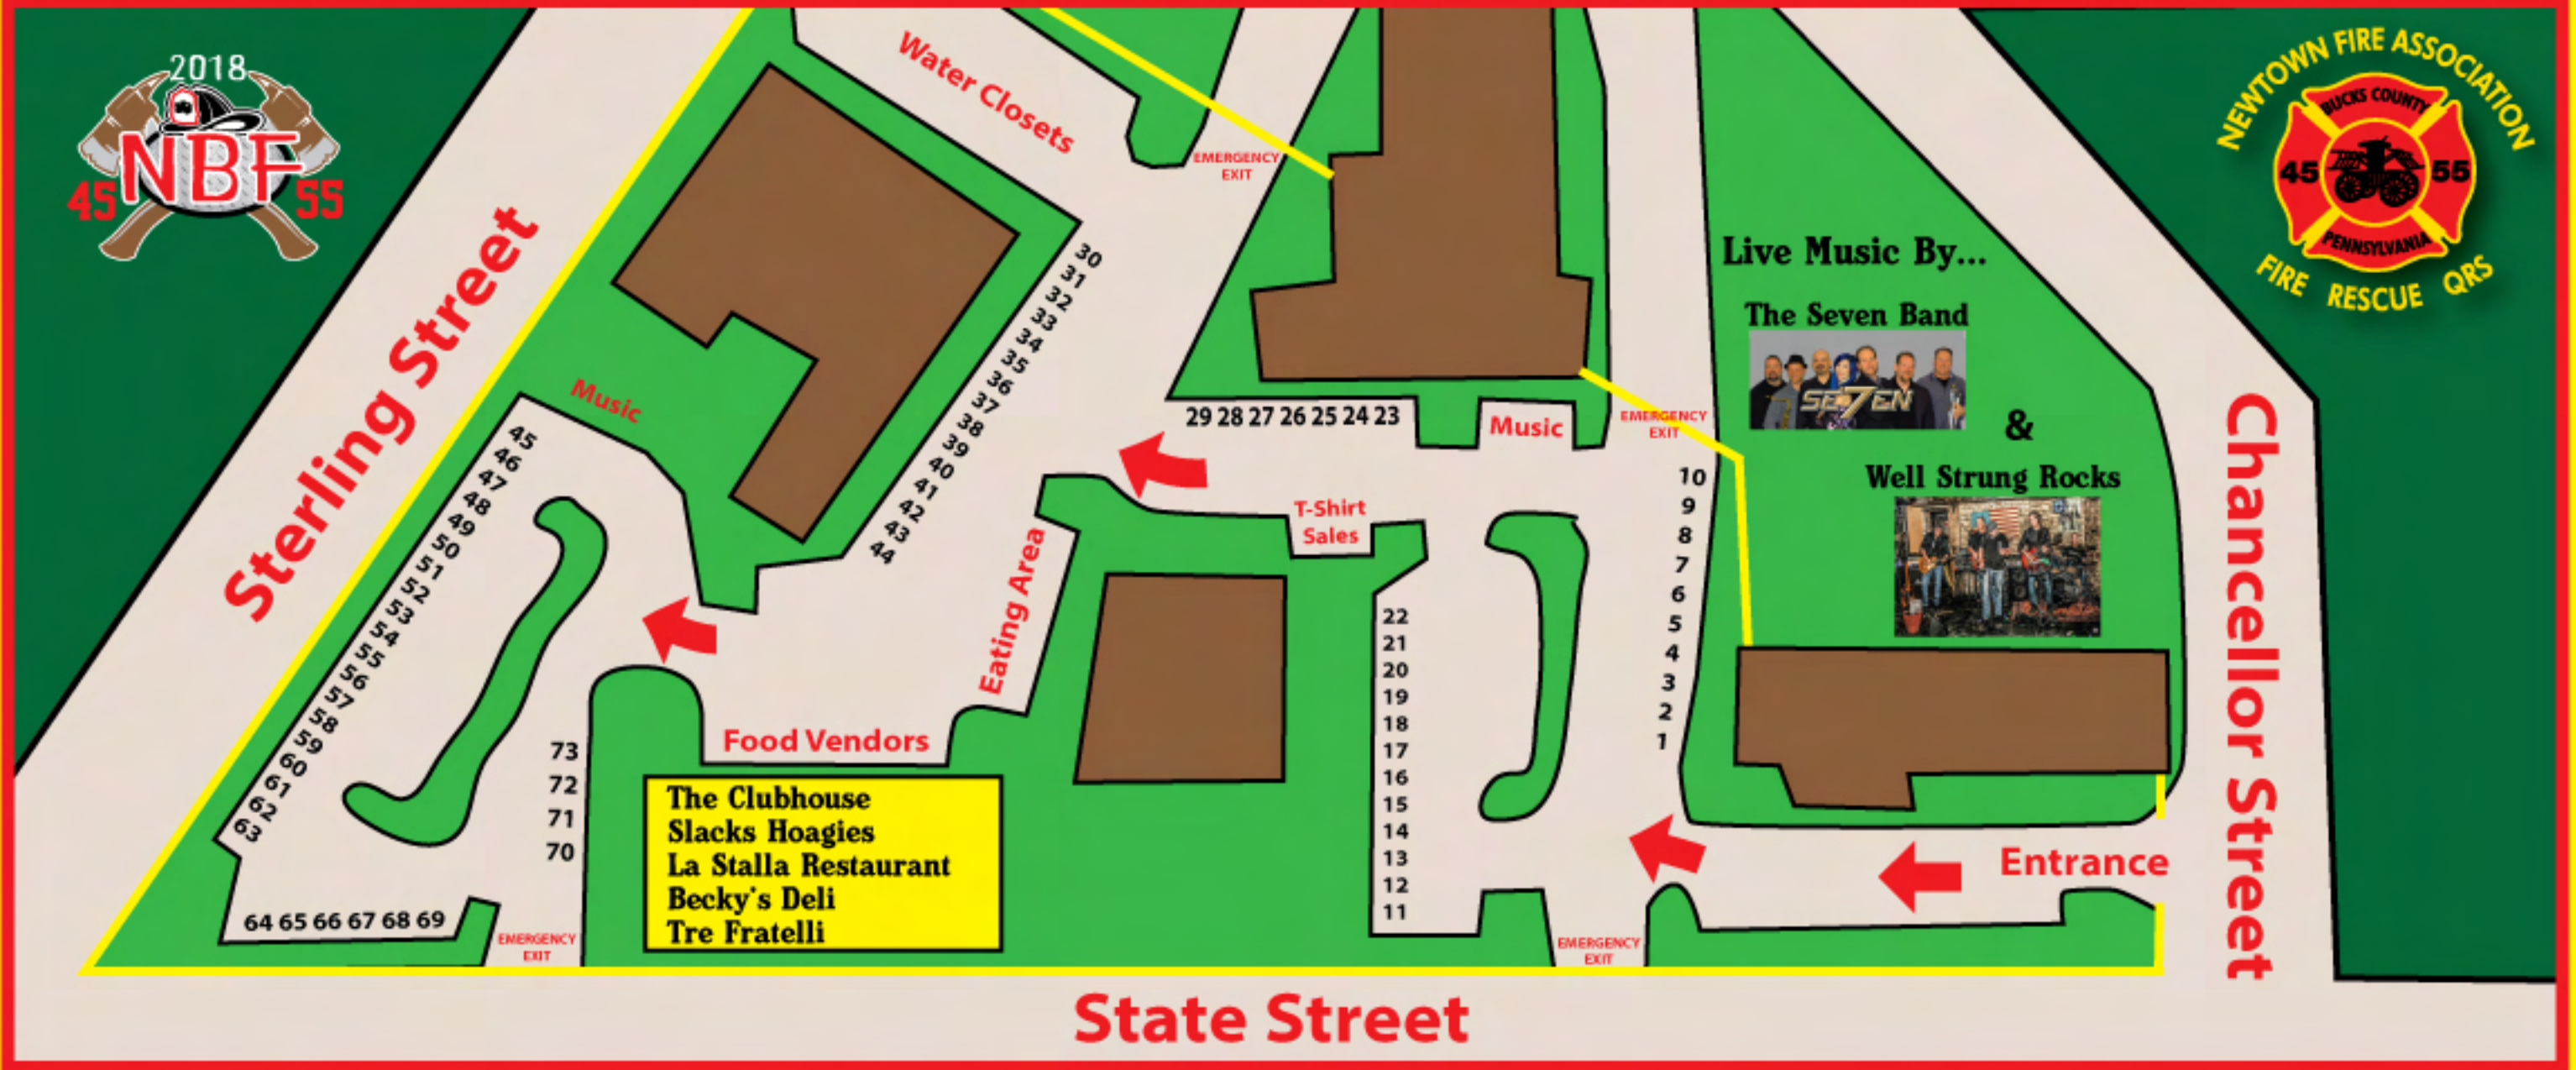 2018
NBF
45 55
NEWTOWN FIRE ASSOCIATION
BUCKS COUNTY
45 55
PENNSYLVANIA
FIRE RESCUE QRS
Water Closets
EMERGENCY
EXIT
Sterling Street
Live Music By...
The Seven Band
SE7EN
&
Well Strung Rocks
Chancellor Street
Music
30
31
32
33
34
35
36
37
38
39
40
41
42
43
44
29 28 27 26 25 24 23
Music
EMERGENCY
EXIT
T-Shirt
Sales
Eating Area
10
9
8
7
6
5
4
3
2
1
45
46
47
48
49
50
51
52
53
54
55
56
57
58
59
60
61
62
63
64 65 66 67 68 69
73
72
71
70
EMERGENCY
EXIT
Food Vendors
The Clubhouse
Slacks Hoagies
La Stalla Restaurant
Becky's Deli
Tre Fratelli
22
21
20
19
18
17
16
15
14
13
12
11
EMERGENCY
EXIT
Entrance
State Street